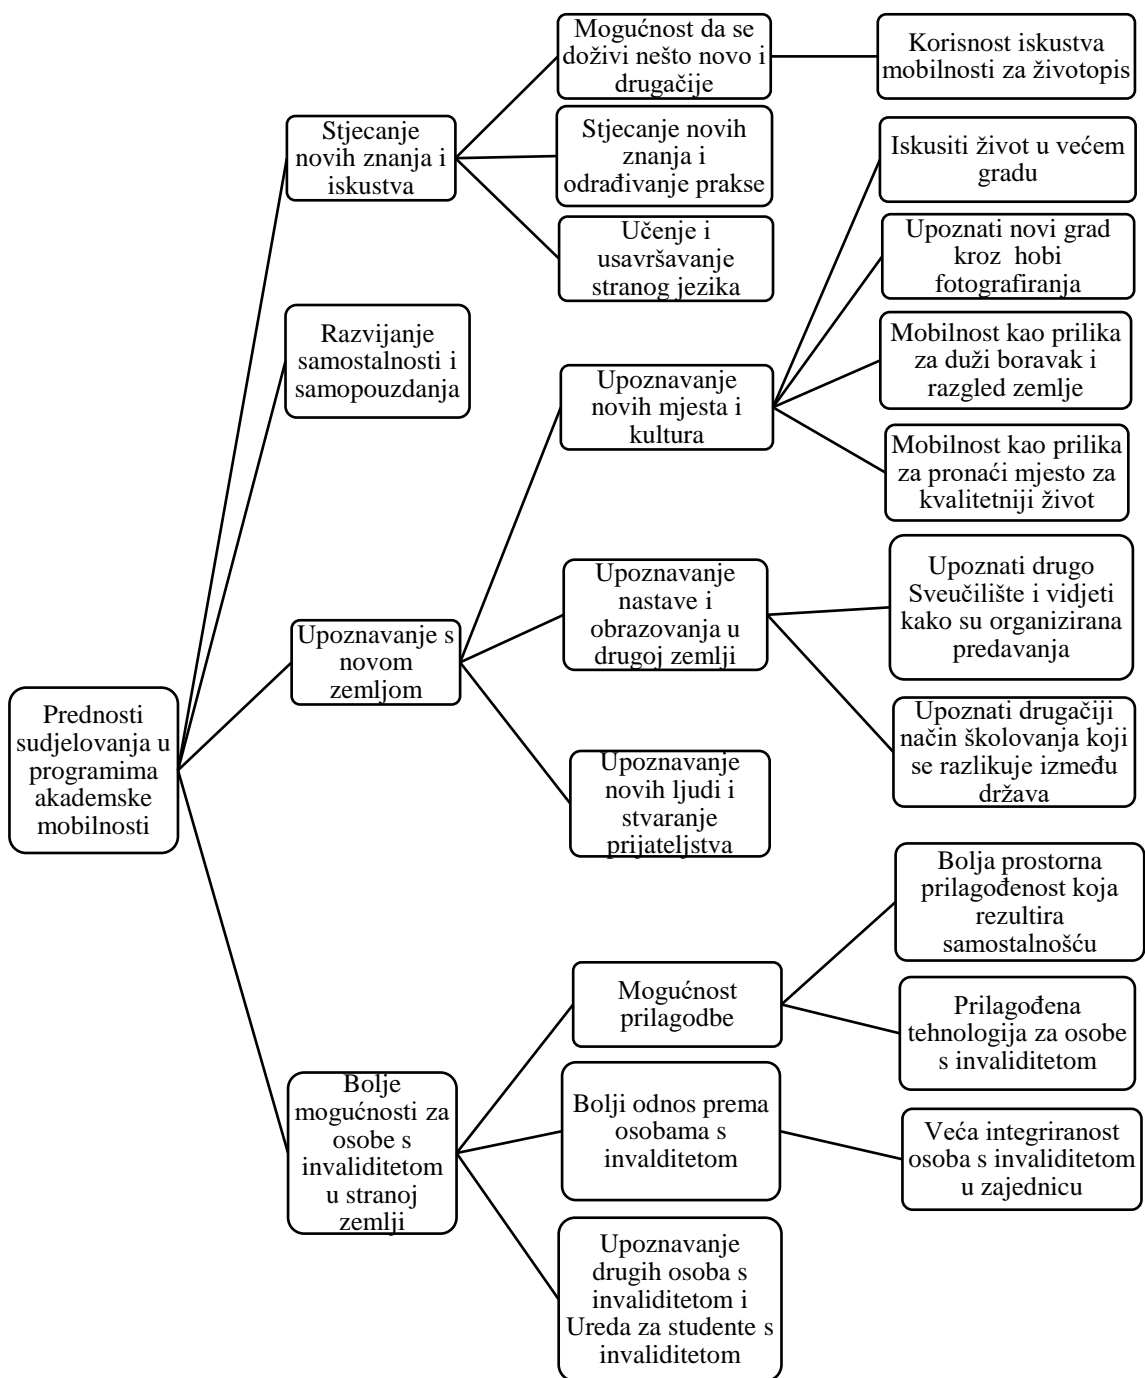 Prednosti
sudjelovanja u
programima
akademske
mobilnosti
Stjecanje
novih znanja i
iskustva
Mogućnost da se
doživi nešto novo i
drugačije
Korisnost iskustva
mobilnosti za životopis
Stjecanje novih
znanja i
odrađivanje prakse
Učenje i
usavršavanje
stranog jezika
Razvijanje
samostalnosti i
samopouzdanja
Upoznavanje s
novom
zemljom
Upoznavanje
novih mjesta i
kultura
Iskusiti život u većem
gradu
Upoznati novi grad
kroz  hobi
fotografiranja
Mobilnost kao prilika
za duži boravak i
razgled zemlje
Mobilnost kao prilika
za pronaći mjesto za
kvalitetniji život
Upoznavanje
nastave i
obrazovanja u
drugoj zemlji
Upoznati drugo
Sveučilište i vidjeti
kako su organizirana
predavanja
Upoznati drugačiji
način školovanja koji
se razlikuje između
država
Upoznavanje
novih ljudi i
stvaranje
prijateljstva
Bolje
mogućnosti za
osobe s
invaliditetom
u stranoj
zemlji
Mogućnost
prilagodbe
Bolja prostorna
prilagođenost koja
rezultira
samostalnošću
Prilagođena
tehnologija za osobe
s invaliditetom
Bolji odnos prema
osobama s
invalditetom
Veća integriranost
osoba s invaliditetom
u zajednicu
Upoznavanje
drugih osoba s
invaliditetom i
Ureda za studente s
invaliditetom